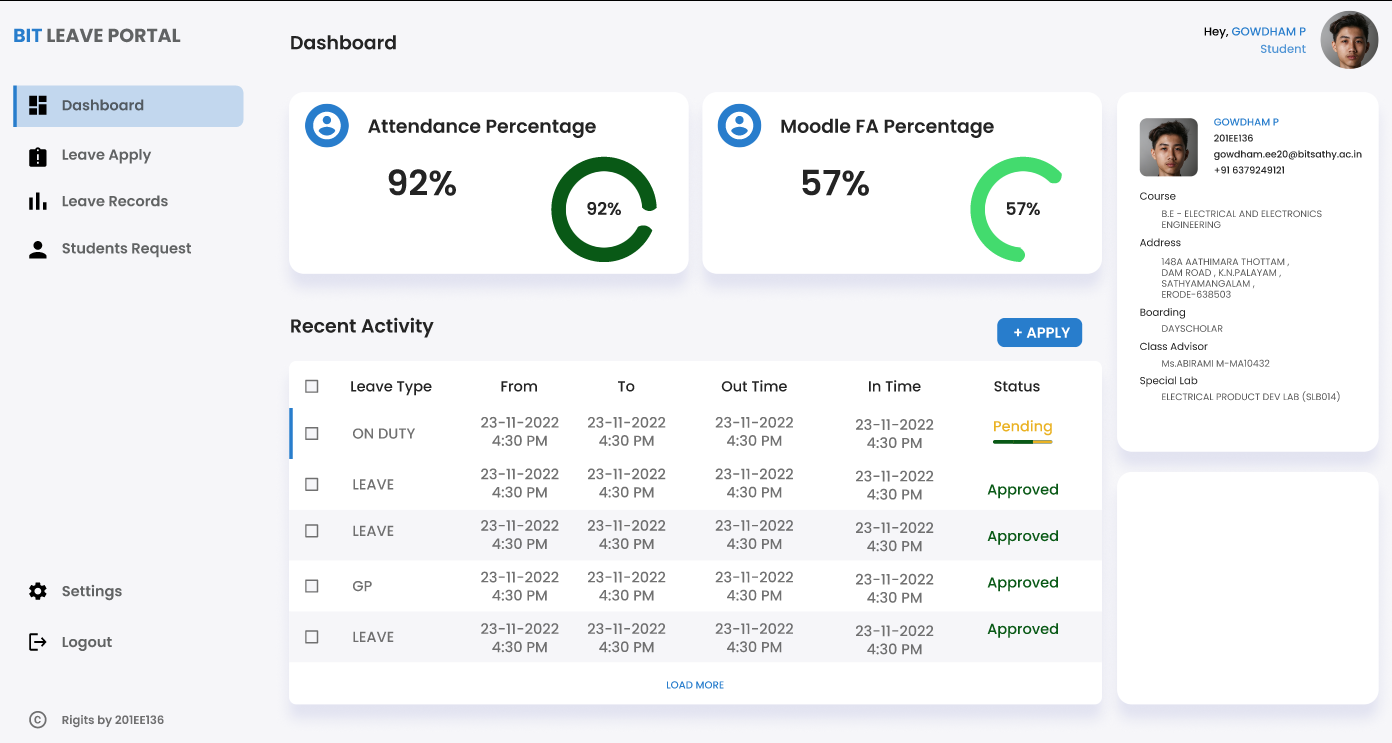 BIT LEAVE PORTAL
Dashboard
Leave Apply
Leave Records
Students Request
Settings
Logout
Rigits by 201EE136
Dashboard
Hey, GOWDHAM P
Student
Attendance Percentage
92%
92%
Moodle FA Percentage
57%
57%
Recent Activity
+ APPLY
Leave Type From To Out Time In Time Status
ON DUTY 23-11-2022 4:30 PM 23-11-2022 4:30 PM 23-11-2022 4:30 PM 23-11-2022 4:30 PM Pending
LEAVE 23-11-2022 4:30 PM 23-11-2022 4:30 PM 23-11-2022 4:30 PM 23-11-2022 4:30 PM Approved
LEAVE 23-11-2022 4:30 PM 23-11-2022 4:30 PM 23-11-2022 4:30 PM 23-11-2022 4:30 PM Approved
GP 23-11-2022 4:30 PM 23-11-2022 4:30 PM 23-11-2022 4:30 PM 23-11-2022 4:30 PM Approved
LEAVE 23-11-2022 4:30 PM 23-11-2022 4:30 PM 23-11-2022 4:30 PM 23-11-2022 4:30 PM Approved
LOAD MORE
GOWDHAM P
201EE136
gowdham.ee20@bitsathy.ac.in
+91 6379249121
Course
B.E - ELECTRICAL AND ELECTRONICS
ENGINEERING
Address
148A AATHIMARA THOTTAM ,
DAM ROAD , K.N.PALAYAM ,
SATHYAMANGALAM ,
ERODE-638503
Boarding
DAYSCHOLAR
Class Advisor
Ms.ABIRAMI M-MA10432
Special Lab
ELECTRICAL PRODUCT DEV LAB (SLB014)